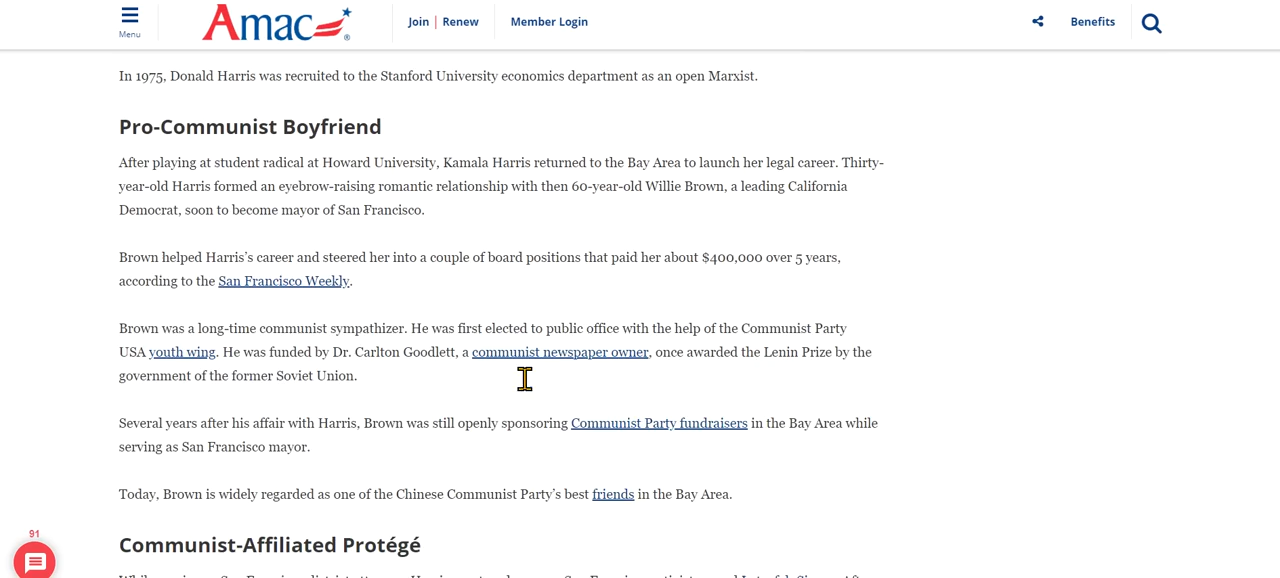 Menu
Amac
®
Join | Renew
Member Login
Benefits
In 1975, Donald Harris was recruited to the Stanford University economics department as an open Marxist.
Pro-Communist Boyfriend
After playing at student radical at Howard University, Kamala Harris returned to the Bay Area to launch her legal career. Thirty-
year-old Harris formed an eyebrow-raising romantic relationship with then 60-year-old Willie Brown, a leading California
Democrat, soon to become mayor of San Francisco.
Brown helped Harris’s career and steered her into a couple of board positions that paid her about $400,000 over 5 years,
according to the San Francisco Weekly.
Brown was a long-time communist sympathizer. He was first elected to public office with the help of the Communist Party
USA youth wing. He was funded by Dr. Carlton Goodlett, a communist newspaper owner, once awarded the Lenin Prize by the
government of the former Soviet Union.
Several years after his affair with Harris, Brown was still openly sponsoring Communist Party fundraisers in the Bay Area while
serving as San Francisco mayor.
Today, Brown is widely regarded as one of the Chinese Communist Party’s best friends in the Bay Area.
91
Communist-Affiliated Protégé